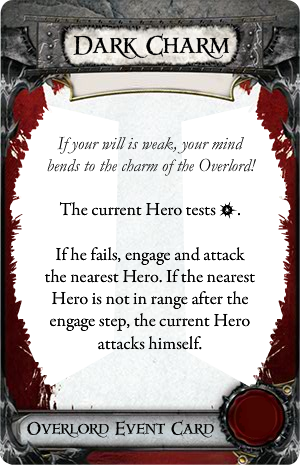 Dark Charm
If your will is weak, your mind
bends to the charm of the Overlord!
The current Hero tests .
If he fails, engage and attack
the nearest Hero. If the nearest
Hero is not in range after the
engage step, the current Hero
attacks himself.
Overlord Event Card